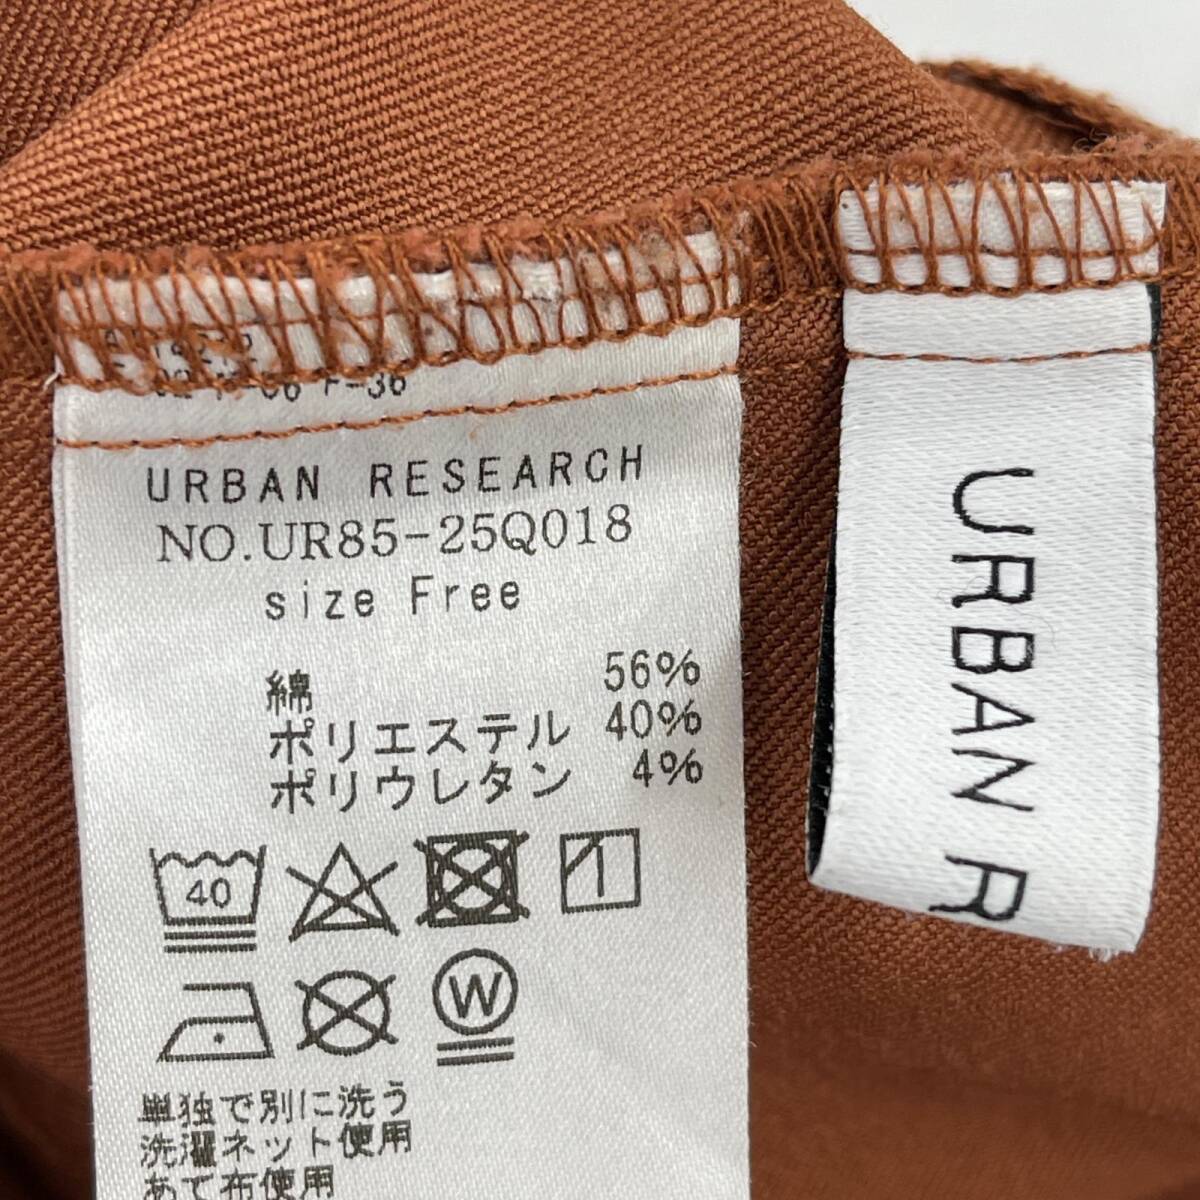 F-36
URBAN RESEARCH
NO.UR85-25Q018
size Free
綿 56%
ポリエステル 40%
ポリウレタン 4%
40
W
単独で別に洗う
洗濯ネット使用
あて布使用
URBAN R